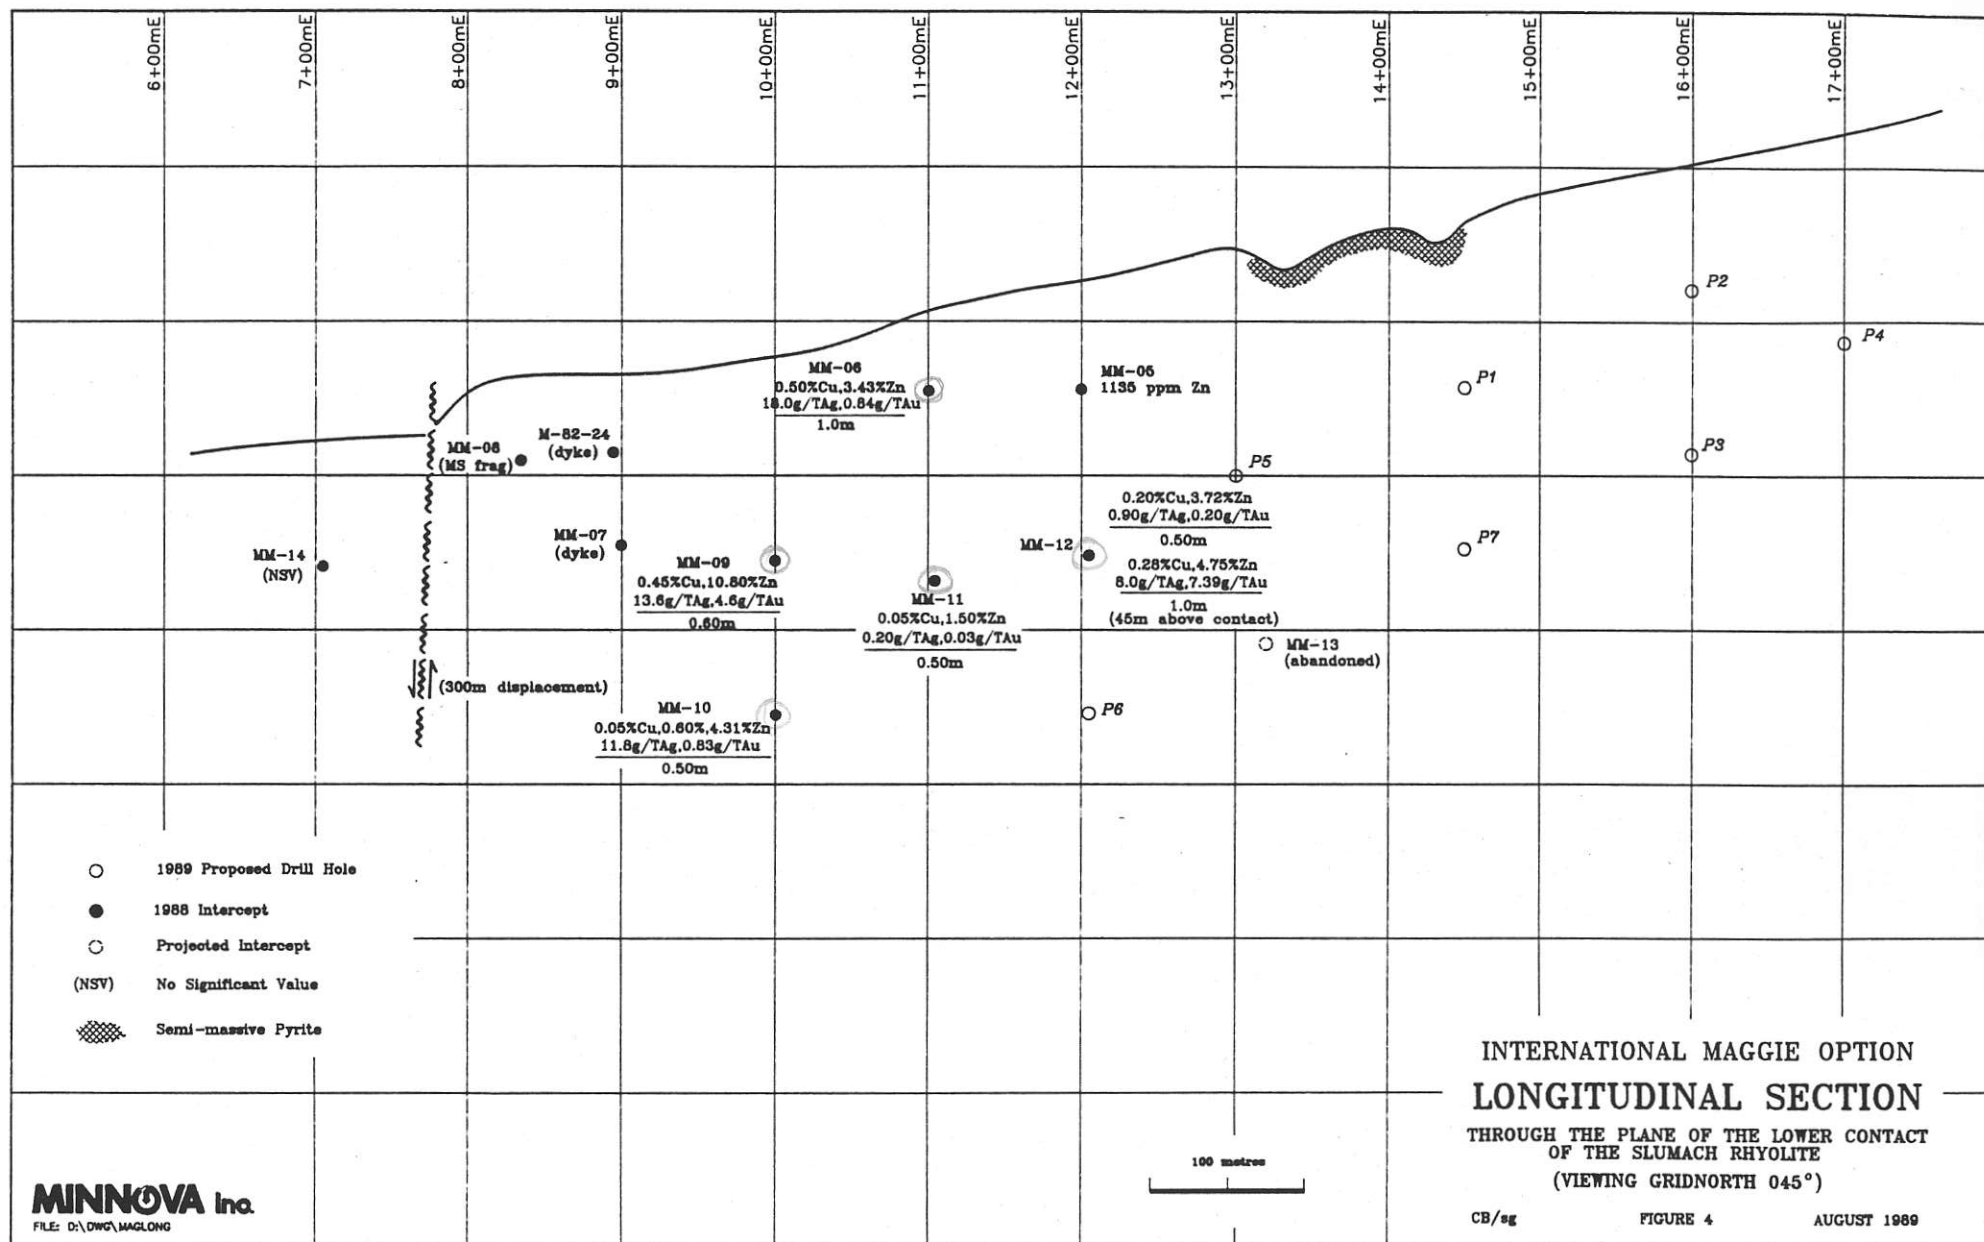 6+00mE
7+00mE
8+00mE
9+00mE
10+00mE
11+00mE
12+00mE
13+00mE
14+00mE
15+00mE
16+00mE
17+00mE
P2
P4
MM-06
0.50%Cu,3.43%Zn
18.0g/TAg,0.84g/TAu
1.0m
MM-05
1135 ppm Zn
P1
MM-08
(MS frag)
M-82-24
(dyke)
P3
P5
0.20%Cu,3.72%Zn
0.90g/TAg,0.20g/TAu
0.50m
MM-14
(NSV)
MM-07
(dyke)
MM-09
0.45%Cu,10.80%Zn
13.6g/TAg,4.6g/TAu
0.60m
MM-11
0.05%Cu,1.50%Zn
0.20g/TAg,0.03g/TAu
0.50m
MM-12
0.28%Cu,4.75%Zn
8.0g/TAg,7.39g/TAu
1.0m
(45m above contact)
P7
MM-13
(abandoned)
(300m displacement)
MM-10
0.05%Cu,0.60%,4.31%Zn
11.8g/TAg,0.83g/TAu
0.50m
P6
1989 Proposed Drill Hole
1988 Intercept
Projected Intercept
(NSV) No Significant Value
Semi-massive Pyrite
100 metres
INTERNATIONAL MAGGIE OPTION
LONGITUDINAL SECTION
THROUGH THE PLANE OF THE LOWER CONTACT
OF THE SLUMACH RHYOLITE
(VIEWING GRIDNORTH 045°)
CB/sg FIGURE 4 AUGUST 1989
MINNOVA Inc.
FILE: D:\DWG\MAGLONG